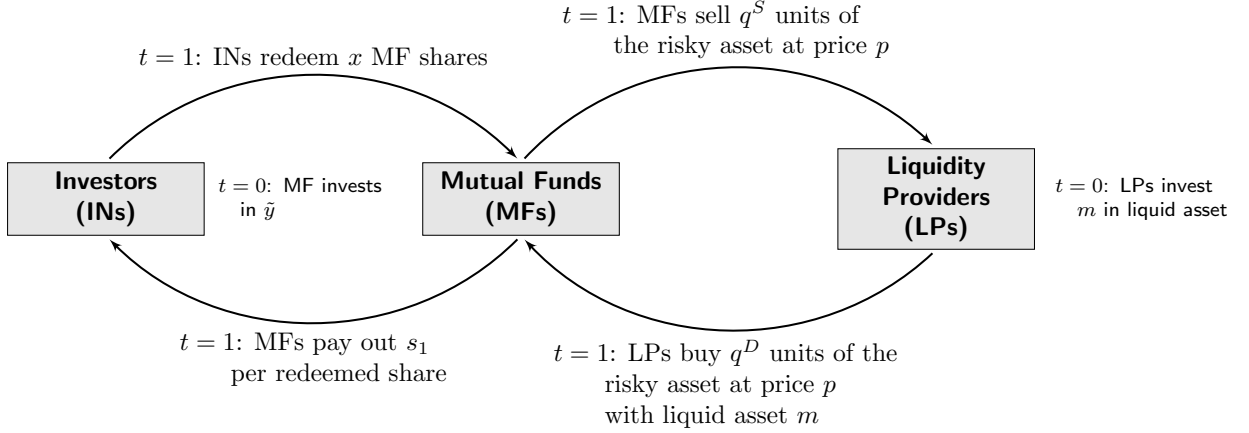 t = 1: MFs sell q^S units of
the risky asset at price p
t = 1: INs redeem x MF shares
Investors
(INs)
t = 0: MF invests
in ỹ
Mutual Funds
(MFs)
Liquidity
Providers
(LPs)
t = 0: LPs invest
m in liquid asset
t = 1: MFs pay out s₁
per redeemed share
t = 1: LPs buy q^D units of the
risky asset at price p
with liquid asset m